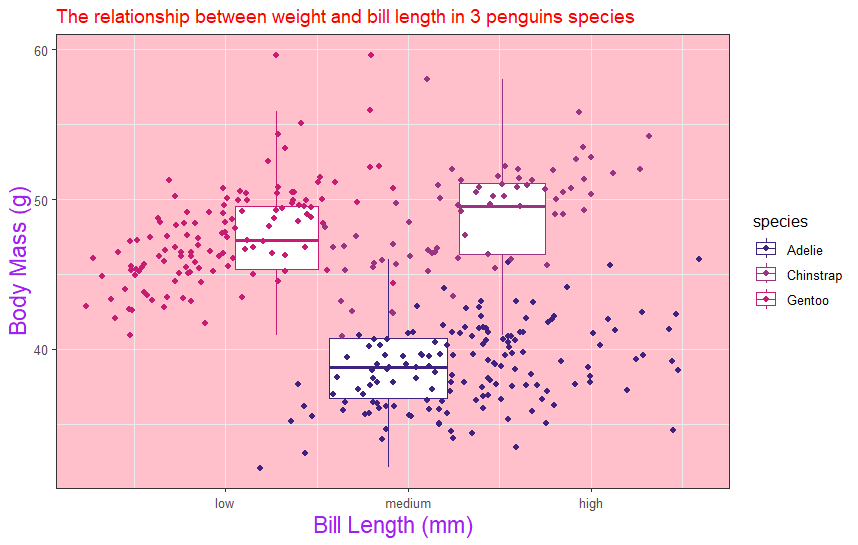 The relationship between weight and bill length in 3 penguins species
60
50
40
Body Mass (g)
low medium high
Bill Length (mm)
species
Adelie
Chinstrap
Gentoo